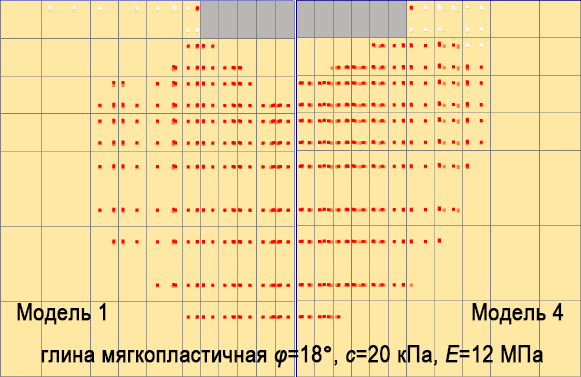 Модель 1
Модель 4
глина мягкопластичная φ=18°, c=20 кПа, E=12 МПа